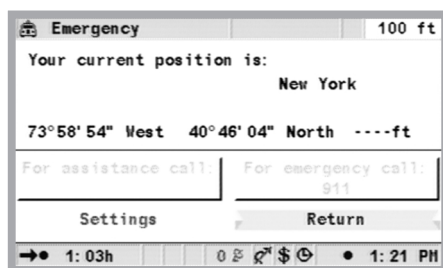 Emergency 100 ft
Your current position is:
New York
73°58'54" West 40°46'04" North ----ft
For assistance call: For emergency call:
911
Settings Return
1:03h 0 $ 1:21 PM